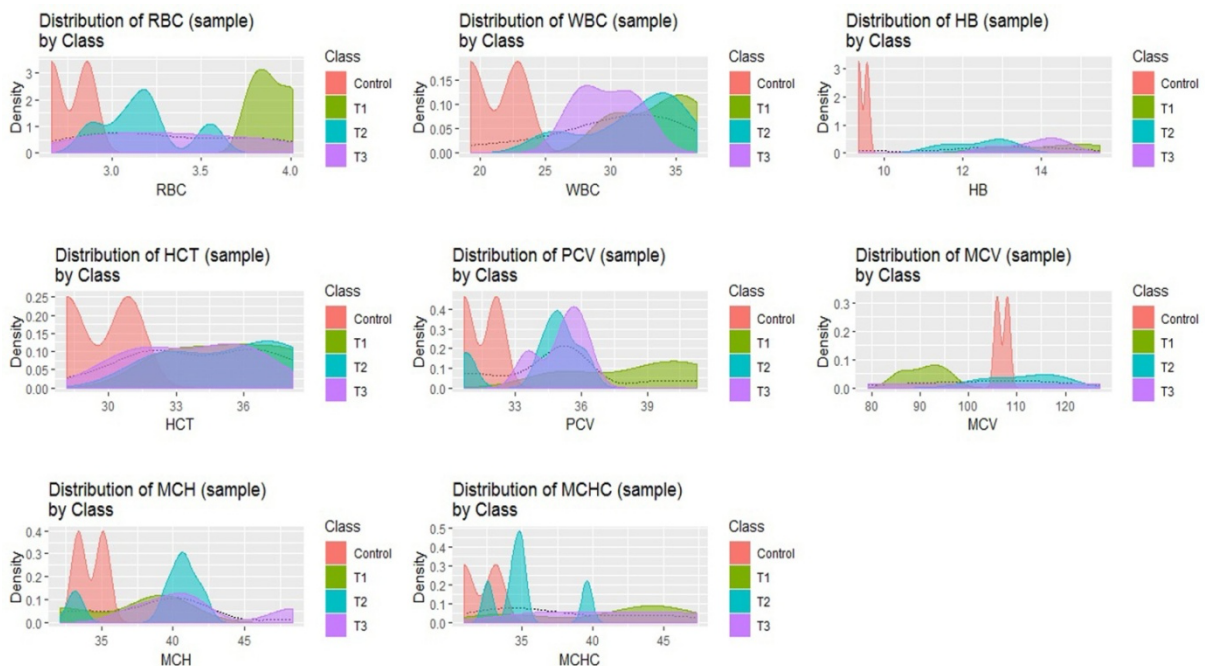 Distribution of RBC (sample)
by Class
Density
3
2
1
0
3.0
3.5
4.0
RBC
Class
Control
T1
T2
T3
Distribution of WBC (sample)
by Class
Density
0.15
0.10
0.05
0.00
20
25
30
35
WBC
Class
Control
T1
T2
T3
Distribution of HB (sample)
by Class
Density
3
2
1
0
10
12
14
HB
Class
Control
T1
T2
T3
Distribution of HCT (sample)
by Class
Density
0.25
0.20
0.15
0.10
0.05
0.00
30
33
36
HCT
Class
Control
T1
T2
T3
Distribution of PCV (sample)
by Class
Density
0.4
0.3
0.2
0.1
0.0
33
36
39
PCV
Class
Control
T1
T2
T3
Distribution of MCV (sample)
by Class
Density
0.3
0.2
0.1
0.0
80
90
100
110
120
MCV
Class
Control
T1
T2
T3
Distribution of MCH (sample)
by Class
Density
0.4
0.3
0.2
0.1
0.0
35
40
45
MCH
Class
Control
T1
T2
T3
Distribution of MCHC (sample)
by Class
Density
0.5
0.4
0.3
0.2
0.1
0.0
35
40
45
MCHC
Class
Control
T1
T2
T3